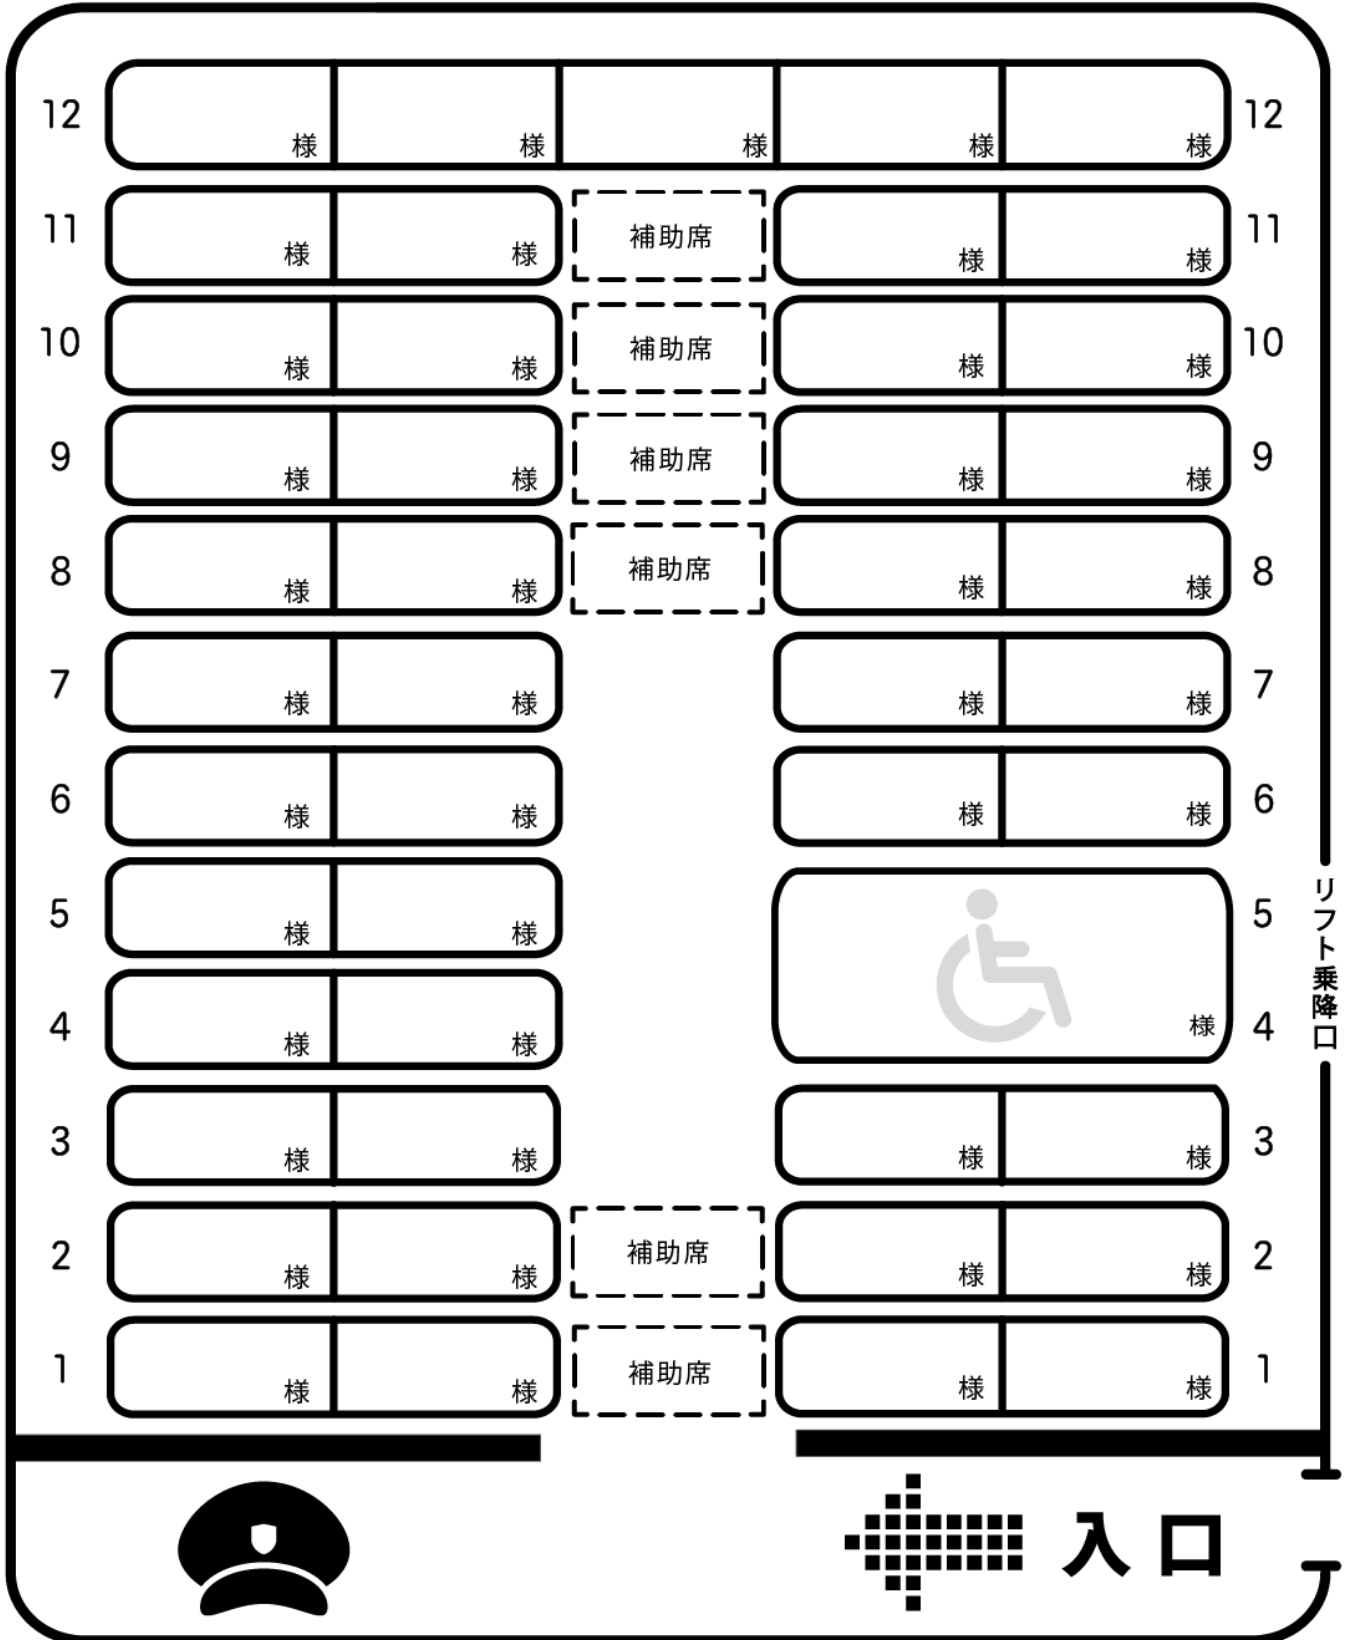 12 様 様 様 様 様 12
11 様 様 補助席 様 様 11
10 様 様 補助席 様 様 10
9 様 様 補助席 様 様 9
8 様 様 補助席 様 様 8
7 様 様 様 様 7
6 様 様 様 様 6
5 様 様 5
4 様 様 様 4
リフト乗降口
3 様 様 様 様 3
2 様 様 補助席 様 様 2
1 様 様 補助席 様 様 1
入口